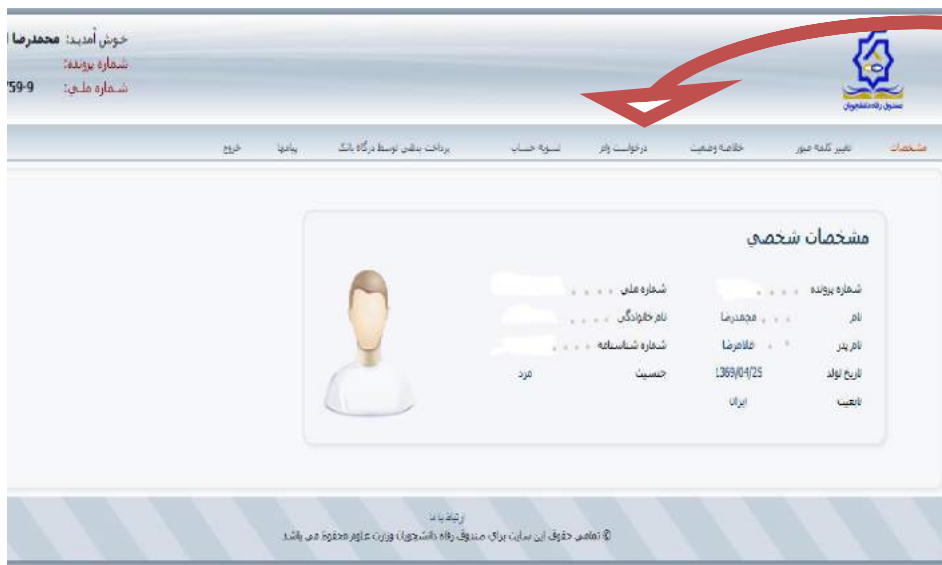 خوش آمدید: محمدرضا
شماره پرونده:
شماره ملی: 759-9
صندوق رفاه دانشجویان
مشخصات تغییر کلمه عبور خلاصه وضعیت درخواست وام تسویه حساب پرداخت بدهی توسط درگاه بانک پیامها خروج
مشخصات شخصي
شماره پرونده شماره ملی
نام محمدرضا نام خانوادگی
نام پدر غلامرضا شماره شناسنامه
تاریخ تولد 1369/04/25 جنسیت مرد
تابعیت ایران
ارتباط با ما
© تمامی حقوق این سایت برای صندوق رفاه دانشجویان وزارت علوم محفوظ می باشد